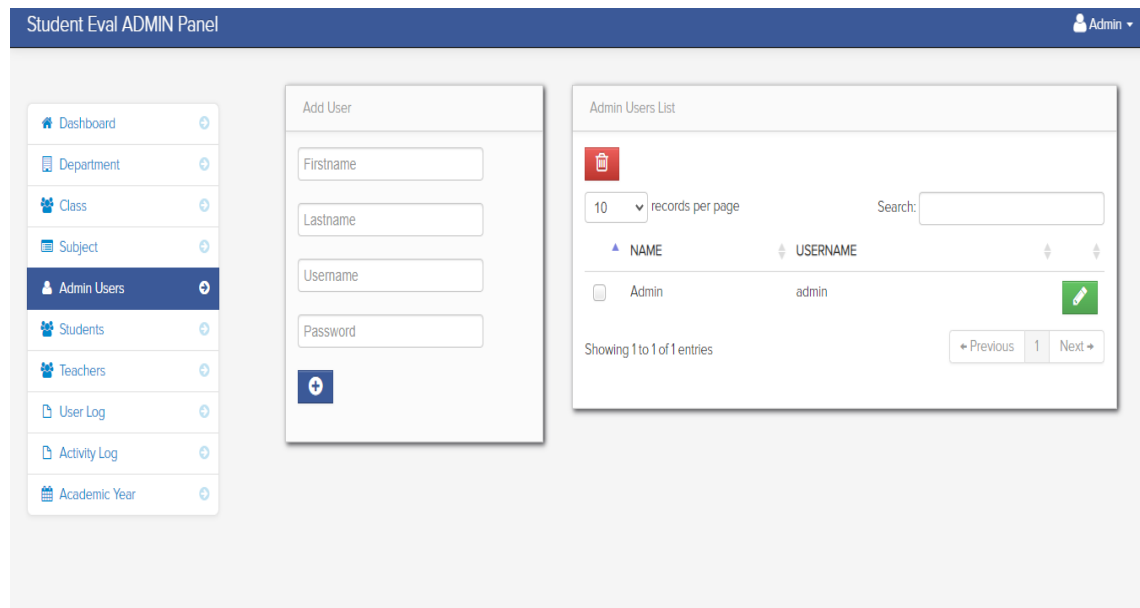 Student Eval ADMIN Panel
Admin
Dashboard
Department
Class
Subject
Admin Users
Students
Teachers
User Log
Activity Log
Academic Year
Add User
Firstname
Lastname
Username
Password
Admin Users List
10 records per page
Search:
NAME USERNAME
Admin admin
Showing 1 to 1 of 1 entries
← Previous 1 Next →